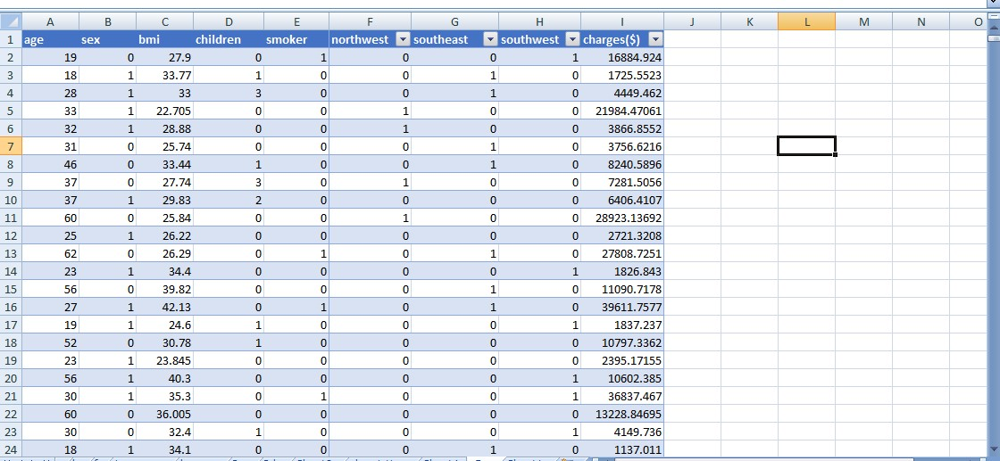 A B C D E F G H I J K L M N O
1 age sex bmi children smoker northwest southeast southwest charges($)
2 19 0 27.9 0 1 0 0 1 16884.924
3 18 1 33.77 1 0 0 1 0 1725.5523
4 28 1 33 3 0 0 1 0 4449.462
5 33 1 22.705 0 0 1 0 0 21984.47061
6 32 1 28.88 0 0 1 0 0 3866.8552
7 31 0 25.74 0 0 0 1 0 3756.6216
8 46 0 33.44 1 0 0 1 0 8240.5896
9 37 0 27.74 3 0 1 0 0 7281.5056
10 37 1 29.83 2 0 0 0 0 6406.4107
11 60 0 25.84 0 0 1 0 0 28923.13692
12 25 1 26.22 0 0 0 0 0 2721.3208
13 62 0 26.29 0 1 0 1 0 27808.7251
14 23 1 34.4 0 0 0 0 1 1826.843
15 56 0 39.82 0 0 0 1 0 11090.7178
16 27 1 42.13 0 1 0 1 0 39611.7577
17 19 1 24.6 1 0 0 0 1 1837.237
18 52 0 30.78 1 0 0 0 0 10797.3362
19 23 1 23.845 0 0 0 0 0 2395.17155
20 56 1 40.3 0 0 0 0 1 10602.385
21 30 1 35.3 0 1 0 0 1 36837.467
22 60 0 36.005 0 0 0 0 0 13228.84695
23 30 0 32.4 1 0 0 0 1 4149.736
24 18 1 34.1 0 0 0 1 0 1137.011